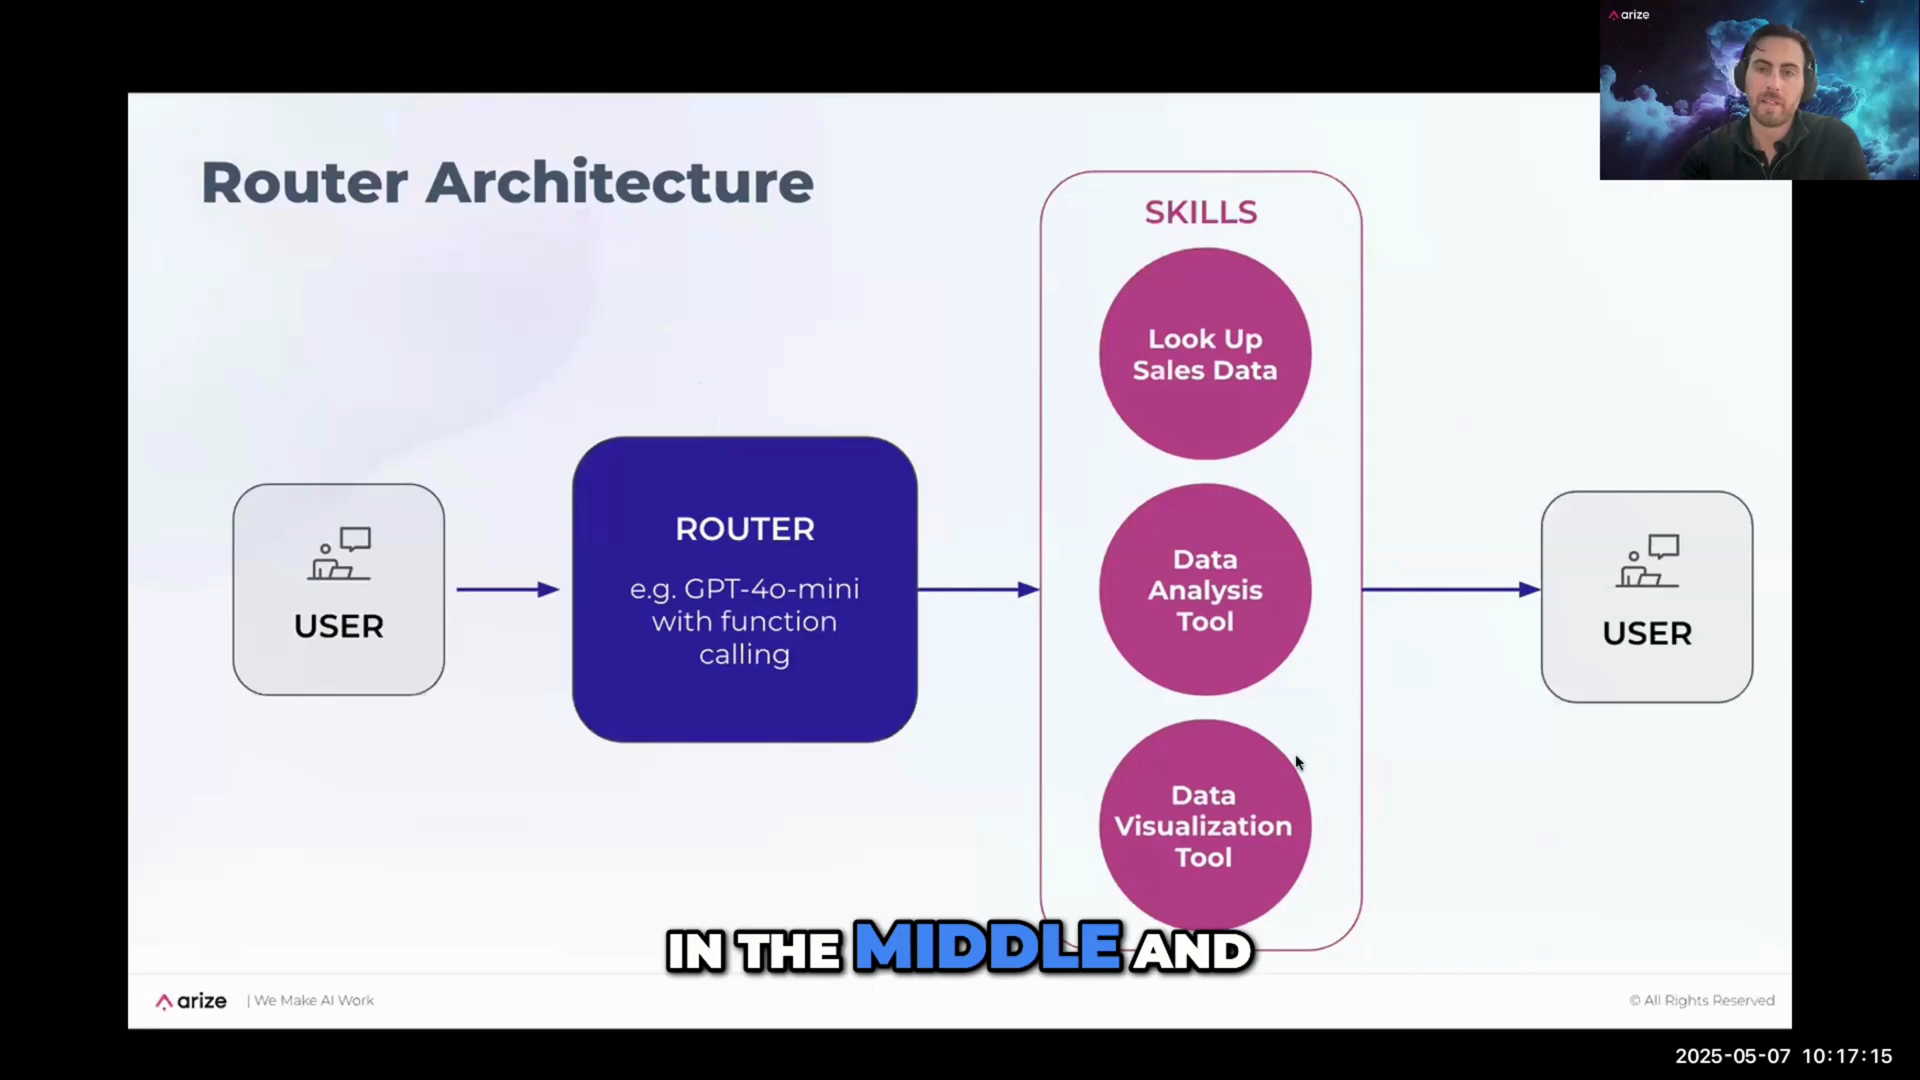 arize
Router Architecture
SKILLS
Look Up
Sales Data
USER
ROUTER
e.g. GPT-4o-mini
with function
calling
Data
Analysis
Tool
USER
Data
Visualization
Tool
IN THE MIDDLE AND
arize | We Make AI Work
© All Rights Reserved
2025-05-07 10:17:15